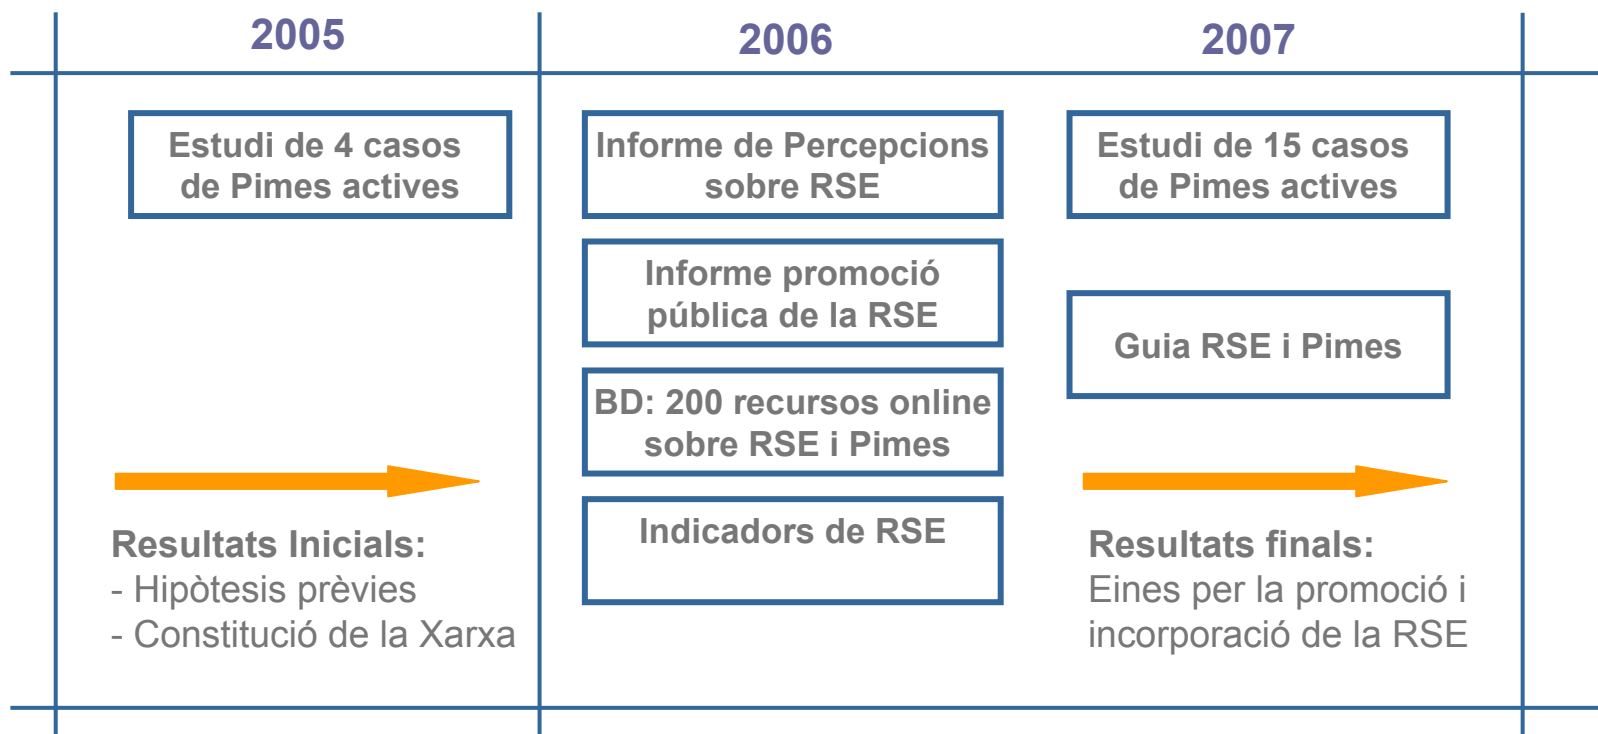 2005
2006
2007
Estudi de 4 casos
de Pimes actives
Resultats Inicials:
- Hipòtesis prèvies
- Constitució de la Xarxa
Informe de Percepcions
sobre RSE
Informe promoció
pública de la RSE
BD: 200 recursos online
sobre RSE i Pimes
Indicadors de RSE
Estudi de 15 casos
de Pimes actives
Guia RSE i Pimes
Resultats finals:
Eines per la promoció i
incorporació de la RSE